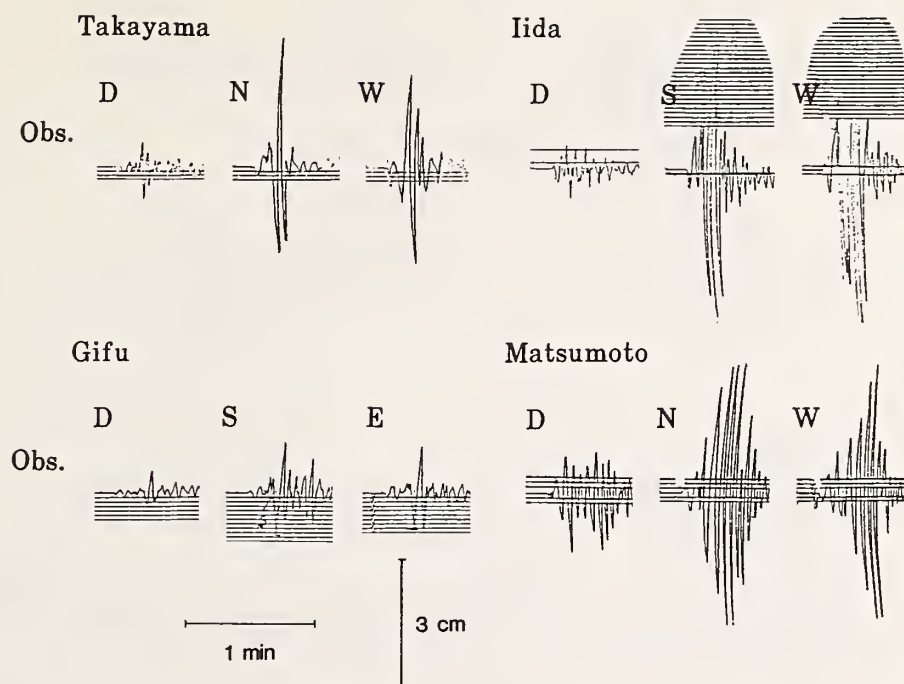 Takayama
D N W
Obs.
Iida
D S W
Gifu
D S E
Obs.
Matsumoto
D N W
3 cm
1 min